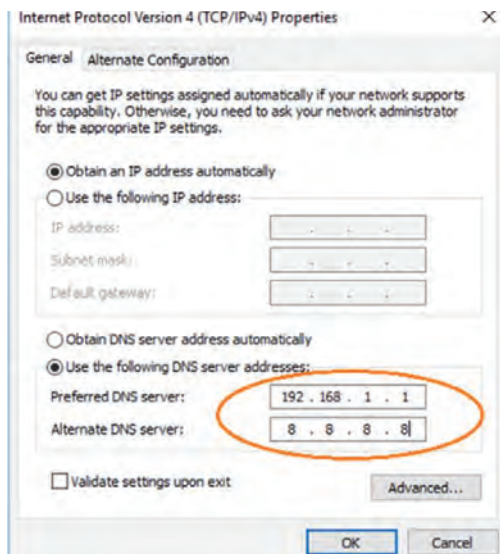 Internet Protocol Version 4 (TCP/IPv4) Properties
General Alternate Configuration
You can get IP settings assigned automatically if your network supports
this capability. Otherwise, you need to ask your network administrator
for the appropriate IP settings.
Obtain an IP address automatically
Use the following IP address:
IP address:
Subnet mask:
Default gateway:
Obtain DNS server address automatically
Use the following DNS server addresses:
Preferred DNS server: 192 . 168 . 1 . 1
Alternate DNS server: 8 . 8 . 8 . 8
Validate settings upon exit
Advanced...
OK Cancel